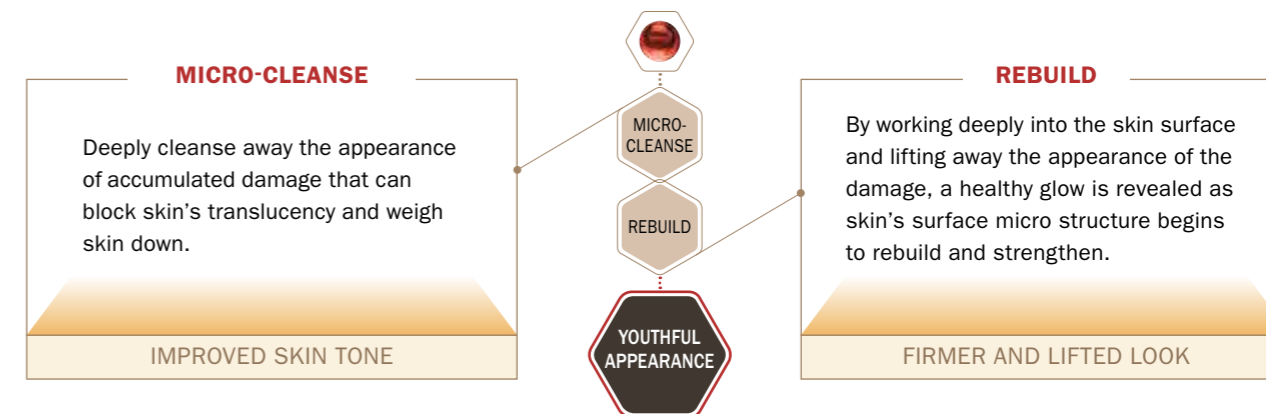 MICRO-CLEANSE
Deeply cleanse away the appearance
of accumulated damage that can
block skin’s translucency and weigh
skin down.
IMPROVED SKIN TONE
MICRO-
CLEANSE
REBUILD
YOUTHFUL
APPEARANCE
REBUILD
By working deeply into the skin surface
and lifting away the appearance of the
damage, a healthy glow is revealed as
skin’s surface micro structure begins
to rebuild and strengthen.
FIRMER AND LIFTED LOOK